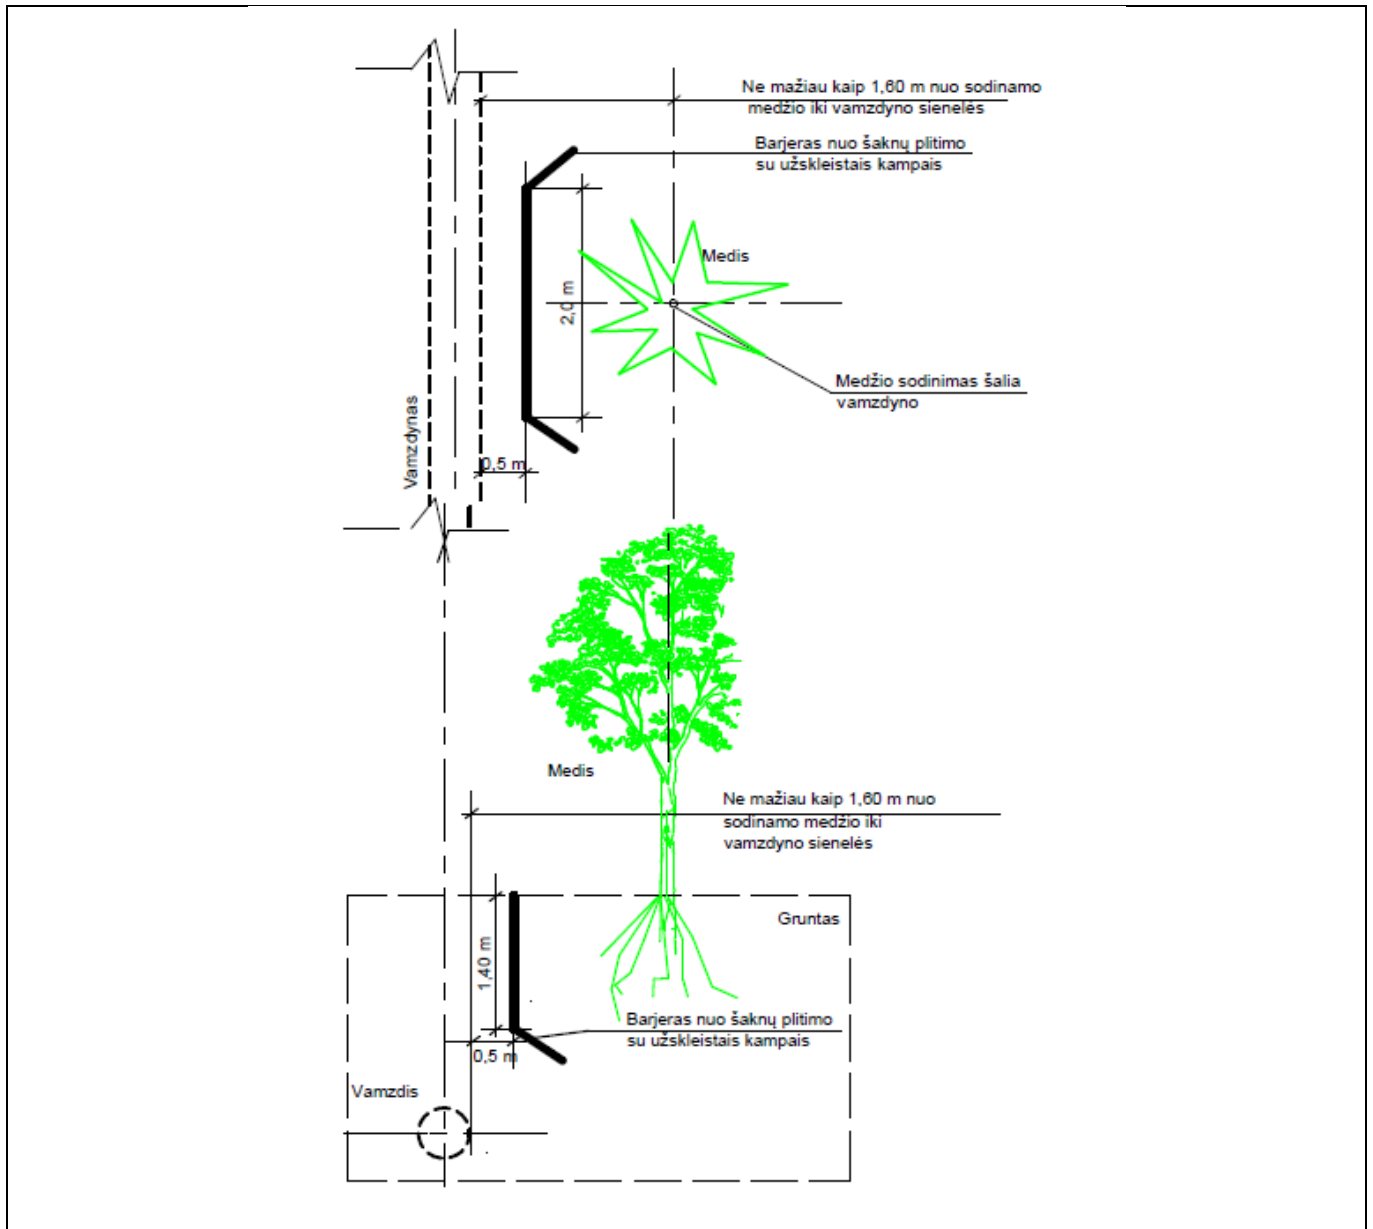 Ne mažiau kaip 1,60 m nuo sodinamo
medžio iki vamzdyno sienelės
Barjeras nuo šaknų plitimo
su užskleistais kampais
Medis
2,0 m
Medžio sodinimas šalia
vamzdyno
Vamzdynas
0,5 m
Medis
Ne mažiau kaip 1,60 m nuo
sodinamo medžio iki
vamzdyno sienelės
Gruntas
1,40 m
Barjeras nuo šaknų plitimo
su užskleistais kampais
0,5 m
Vamzdis